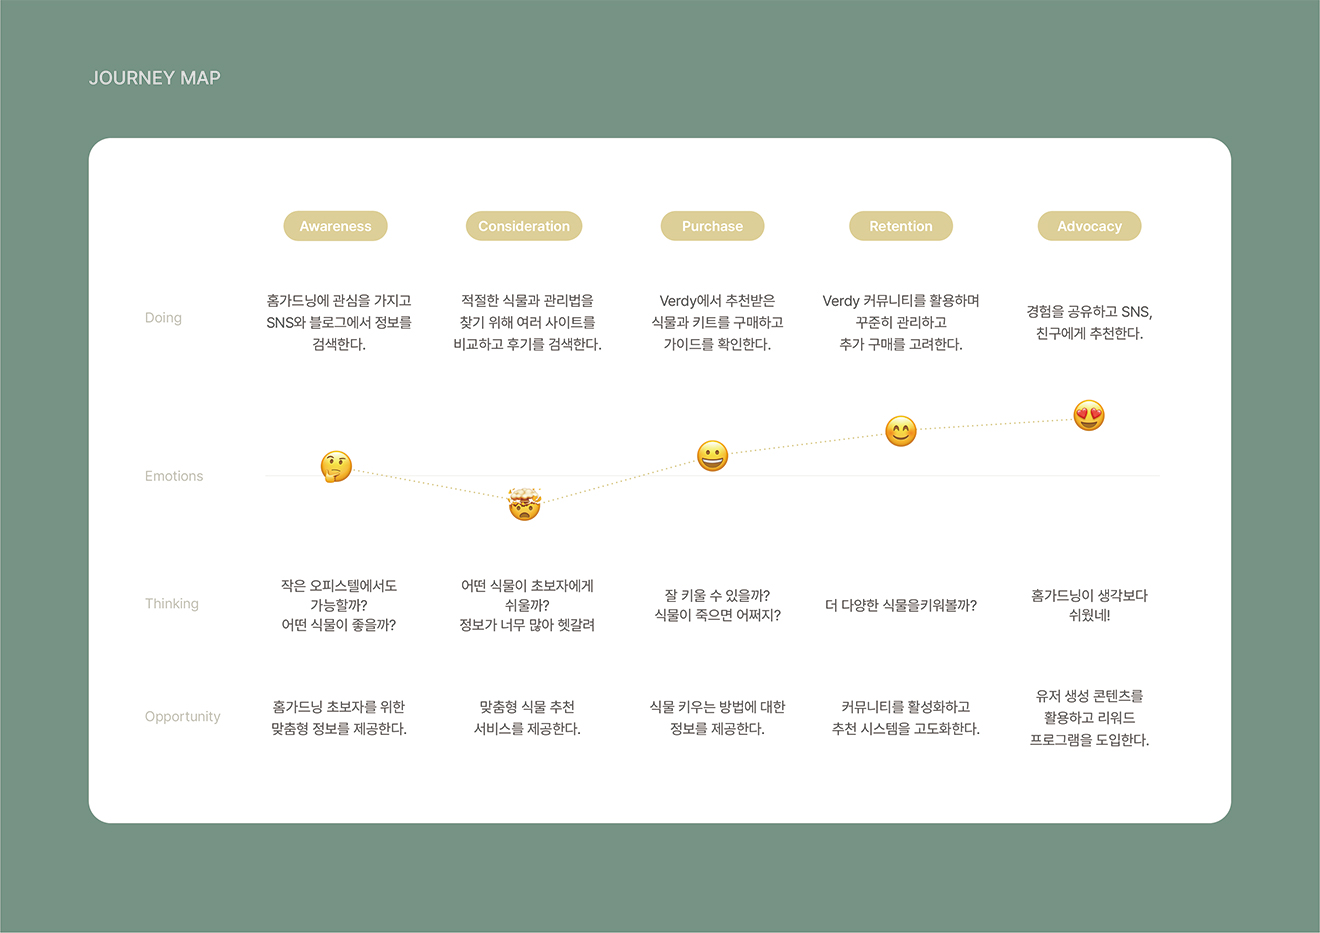 JOURNEY MAP
Awareness
Consideration
Purchase
Retention
Advocacy
Doing
홈가드닝에 관심을 가지고
SNS와 블로그에서 정보를
검색한다.
적절한 식물과 관리법을
찾기 위해 여러 사이트를
비교하고 후기를 검색한다.
Verdy에서 추천받은
식물과 키트를 구매하고
가이드를 확인한다.
Verdy 커뮤니티를 활용하며
꾸준히 관리하고
추가 구매를 고려한다.
경험을 공유하고 SNS,
친구에게 추천한다.
Emotions
Thinking
작은 오피스텔에서도
가능할까?
어떤 식물이 좋을까?
어떤 식물이 초보자에게
쉬울까?
정보가 너무 많아 헷갈려
잘 키울 수 있을까?
식물이 죽으면 어쩌지?
더 다양한 식물을키워볼까?
홈가드닝이 생각보다
쉬웠네!
Opportunity
홈가드닝 초보자를 위한
맞춤형 정보를 제공한다.
맞춤형 식물 추천
서비스를 제공한다.
식물 키우는 방법에 대한
정보를 제공한다.
커뮤니티를 활성화하고
추천 시스템을 고도화한다.
유저 생성 콘텐츠를
활용하고 리워드
프로그램을 도입한다.